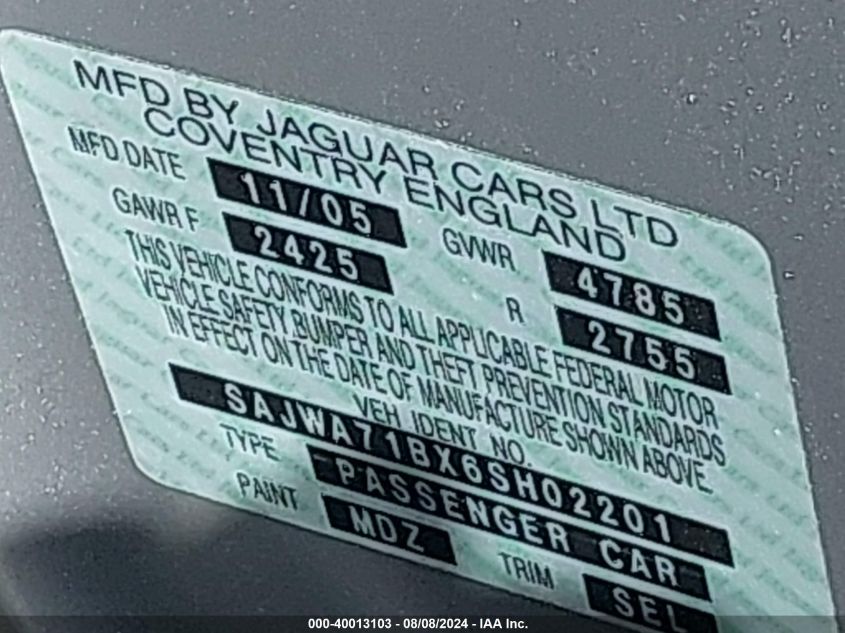 MFD BY JAGUAR CARS LTD
COVENTRY ENGLAND
MFD DATE 11/05 GVWR 4785
GAWR F 2425 R 2755
THIS VEHICLE CONFORMS TO ALL APPLICABLE FEDERAL MOTOR
VEHICLE SAFETY, BUMPER AND THEFT PREVENTION STANDARDS
IN EFFECT ON THE DATE OF MANUFACTURE SHOWN ABOVE
VEH. IDENT. NO.
SAJWA71BX6SH02201
TYPE PASSENGER CAR
PAINT MDZ TRIM SEL
000-40013103 - 08/08/2024 - IAA Inc.